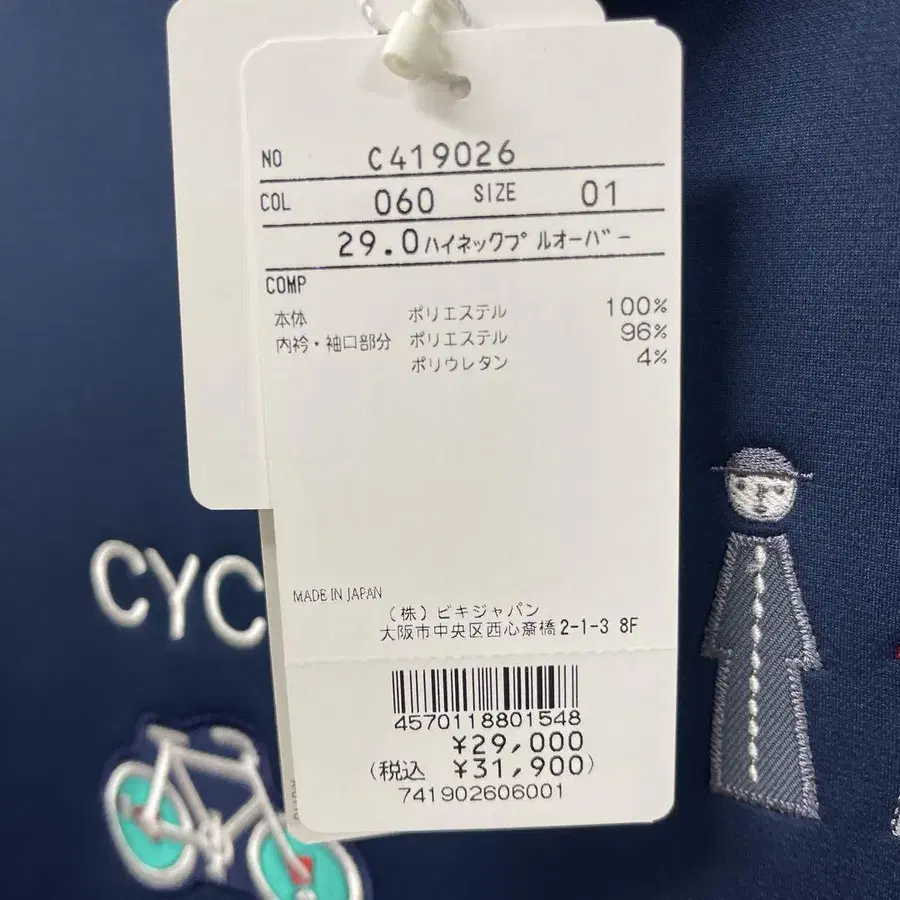 NO C419026
COL 060 SIZE 01
29.0 ﾊｲﾈｯｸﾌﾟﾙｵｰﾊﾞｰ
COMP
本体 ポリエステル 100%
内衿・袖口部分 ポリエステル 96%
ポリウレタン 4%
MADE IN JAPAN
（株）ビキジャパン
大阪市中央区西心斎橋2-1-3 8F
4570118801548
¥29,000
(税込 ¥31,900)
741902606001
CYC